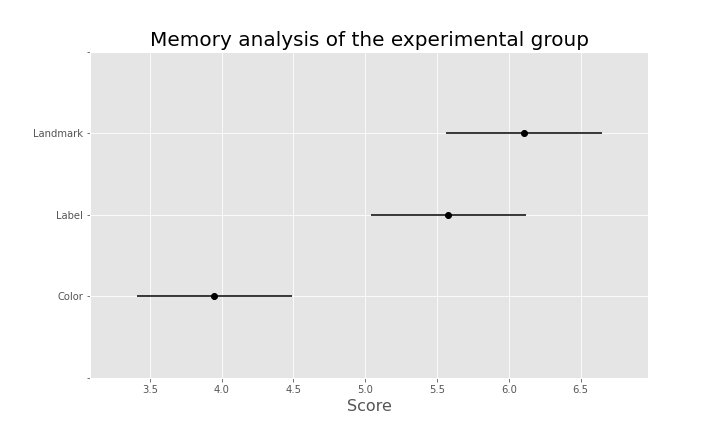 Memory analysis of the experimental group
Landmark
Label
Color
3.5 4.0 4.5 5.0 5.5 6.0 6.5
Score